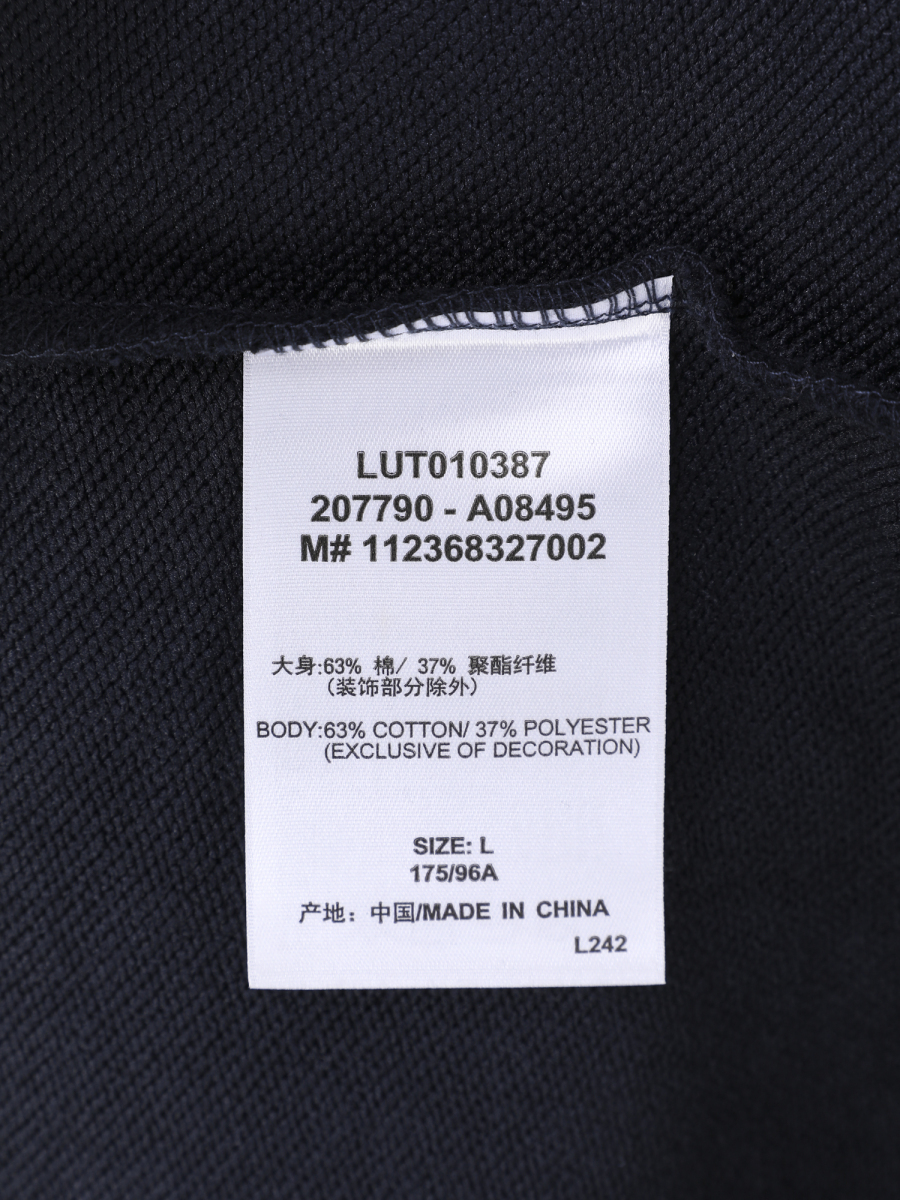 LUT010387
207790 - A08495
M# 112368327002
大身:63% 棉/ 37% 聚酯纤维
(装饰部分除外)
BODY:63% COTTON/ 37% POLYESTER
(EXCLUSIVE OF DECORATION)
SIZE: L
175/96A
产地：中国/MADE IN CHINA
L242